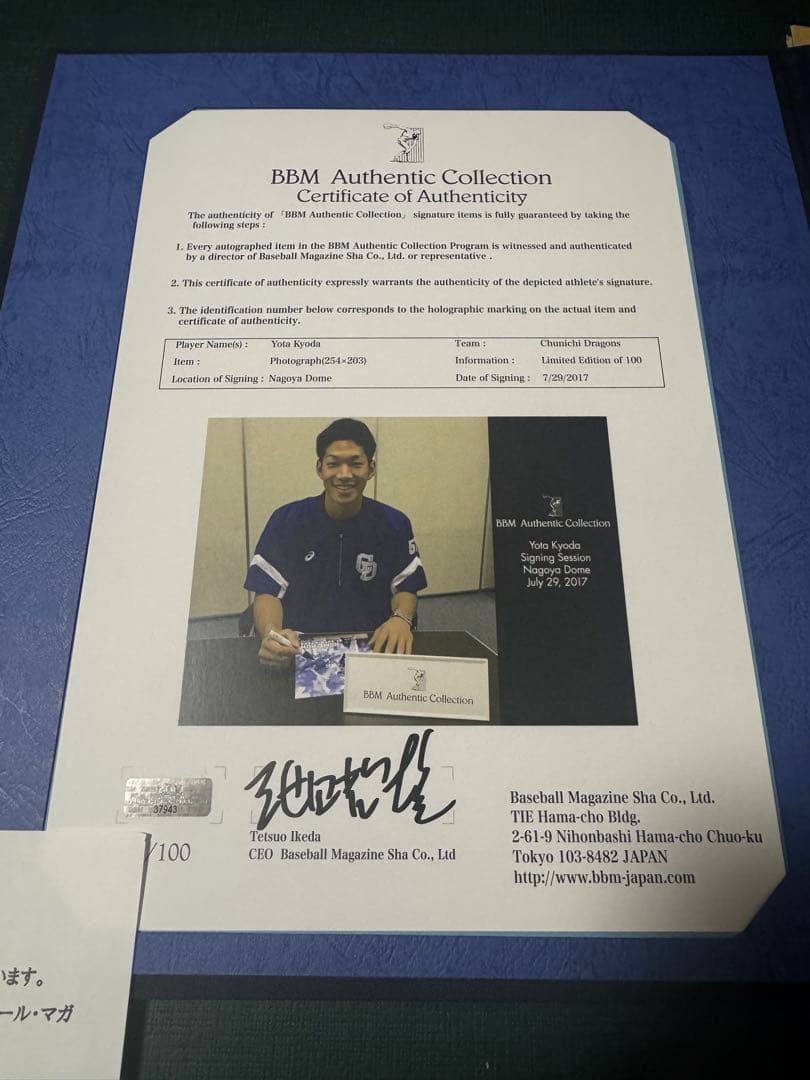 BBM Authentic Collection
Certificate of Authenticity
The authenticity of 「BBM Authentic Collection」 signature items is fully guaranteed by taking the
following steps :
1. Every autographed item in the BBM Authentic Collection Program is witnessed and authenticated
by a director of Baseball Magazine Sha Co., Ltd. or representative .
2. This certificate of authenticity expressly warrants the authenticity of the depicted athlete's signature.
3. The identification number below corresponds to the holographic marking on the actual item and
certificate of authenticity.
Player Name(s) : Yota Kyoda Team : Chunichi Dragons
Item : Photograph(254×203) Information : Limited Edition of 100
Location of Signing : Nagoya Dome Date of Signing : 7/29/2017
BBM Authentic Collection
Yota Kyoda
Signing Session
Nagoya Dome
July 29, 2017
BBM Authentic Collection
37943
/100
Tetsuo Ikeda
CEO Baseball Magazine Sha Co., Ltd
Baseball Magazine Sha Co., Ltd.
TIE Hama-cho Bldg.
2-61-9 Nihonbashi Hama-cho Chuo-ku
Tokyo 103-8482 JAPAN
http://www.bbm-japan.com
います。
ール・マガ